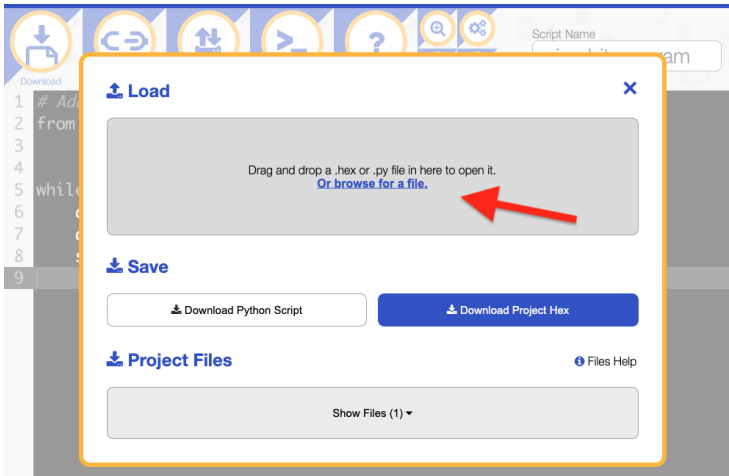 Script Name
am
Download
Load
Drag and drop a .hex or .py file in here to open it.
Or browse for a file.
Save
Download Python Script
Download Project Hex
Project Files
Files Help
Show Files (1)
1 # Ad
2 from
3
4
5 while
6
7
8
9